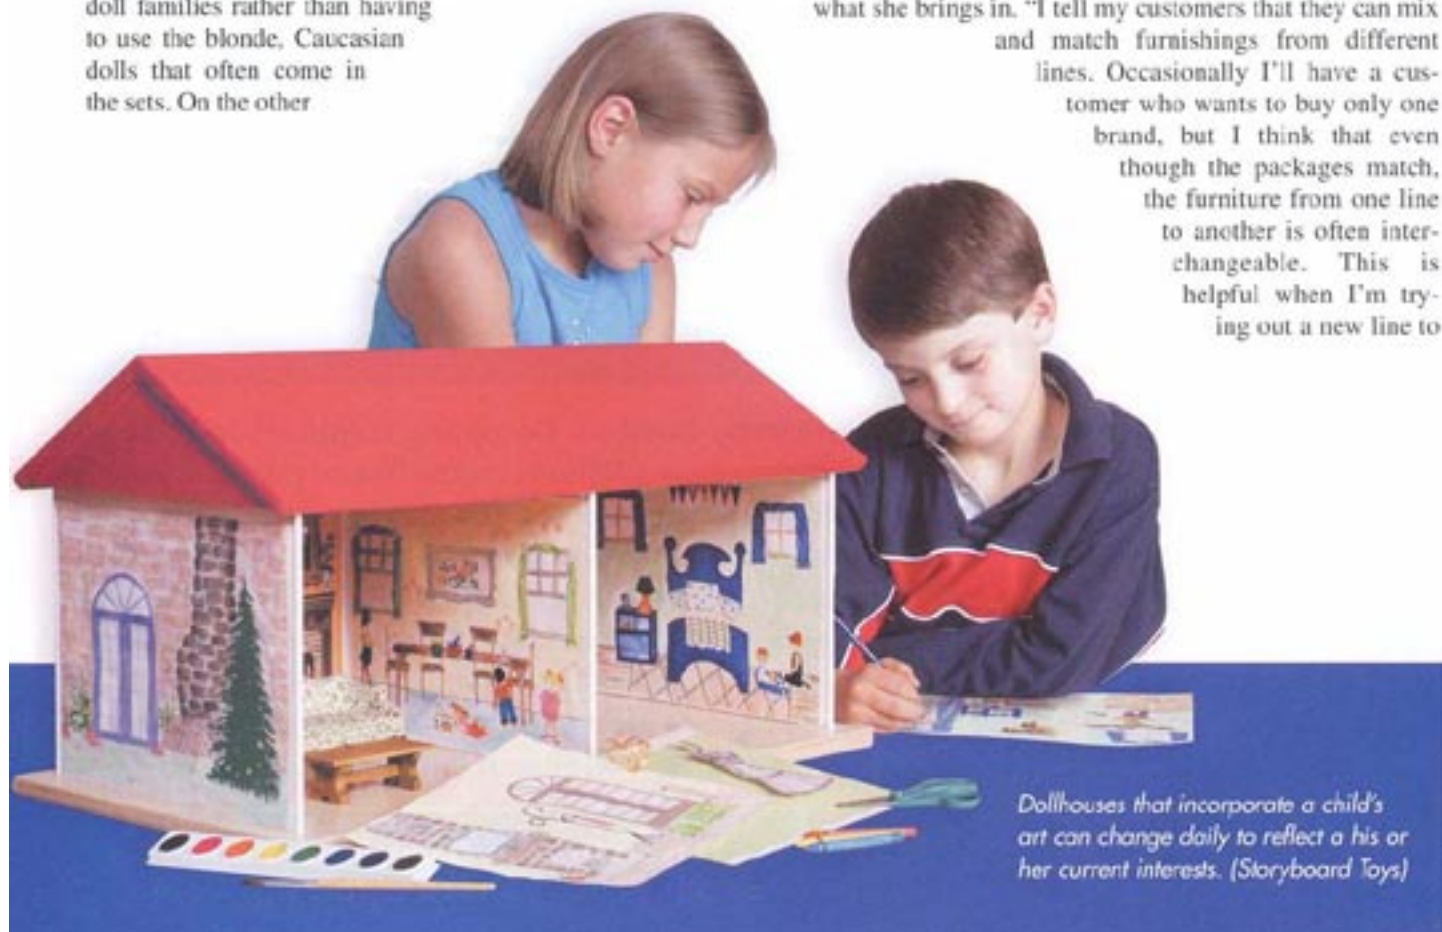 doll families rather than having
to use the blonde, Caucasian
dolls that often come in
the sets. On the other
what she brings in. "I tell my customers that they can mix
and match furnishings from different
lines. Occasionally I'll have a cus-
tomer who wants to buy only one
brand, but I think that even
though the packages match,
the furniture from one line
to another is often inter-
changeable. This is
helpful when I'm try-
ing out a new line to
Dollhouses that incorporate a child's
art can change daily to reflect a his or
her current interests. (Storyboard Toys)